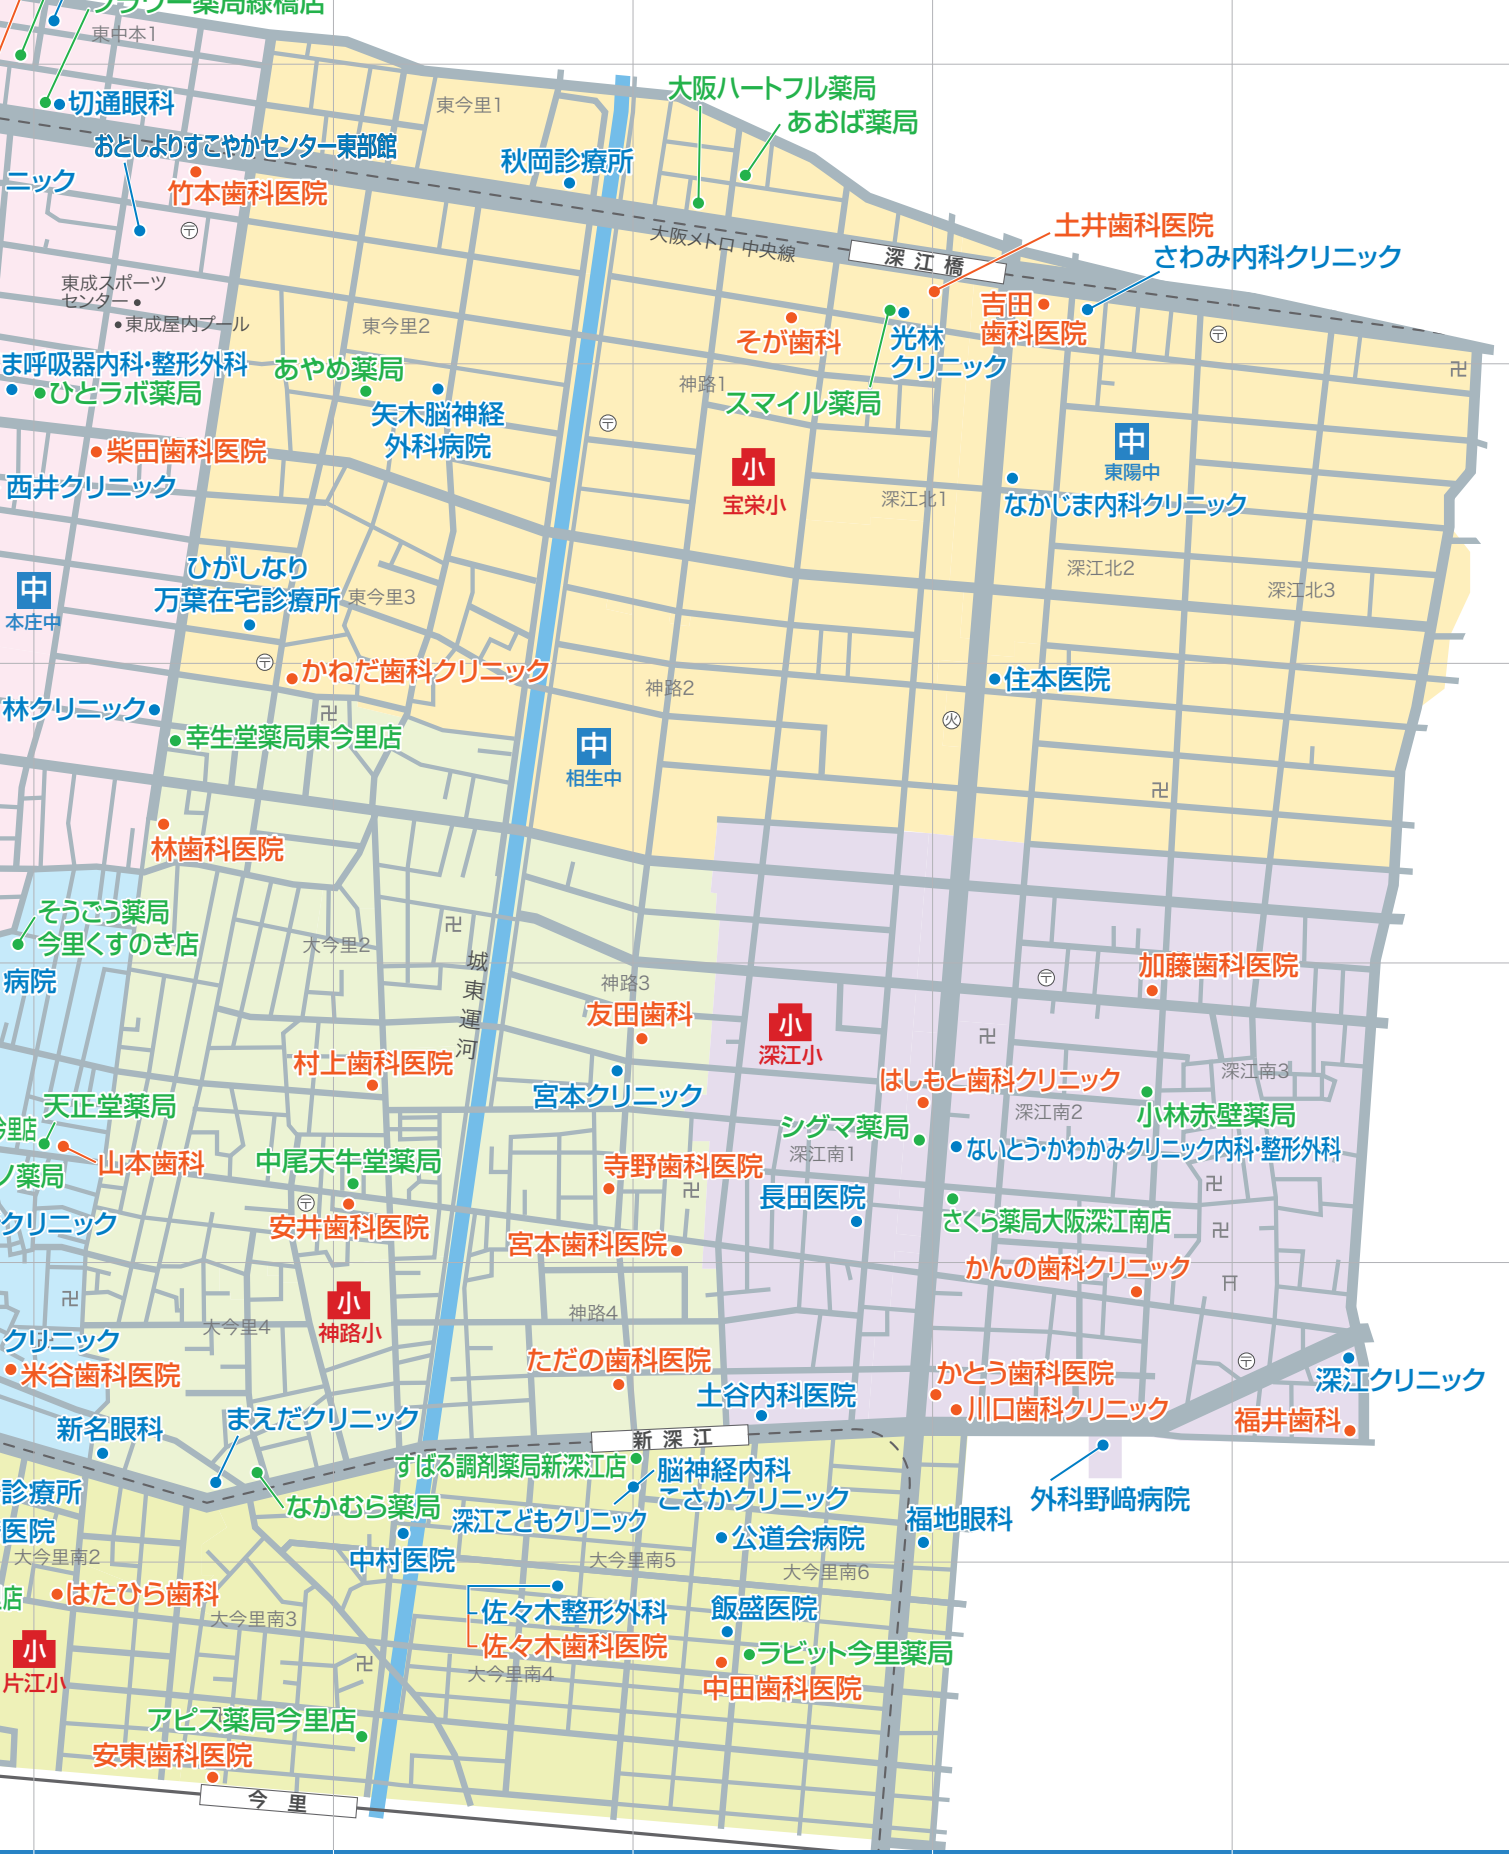 フラワー薬局緑橋店
東中本1
切通眼科
おとしよりすこやかセンター東部館
ニック
竹本歯科医院
〒
東成スポーツ
センター
東成屋内プール
ま呼吸器内科・整形外科
ひとラボ薬局
柴田歯科医院
西井クリニック
東今里1
秋岡診療所
大阪ハートフル薬局
あおば薬局
大阪メトロ 中央線
深江橋
土井歯科医院
さわみ内科クリニック
吉田
歯科医院
〒
卍
東今里2
あやめ薬局
矢木脳神経
外科病院
そが歯科
光林
クリニック
神路1
スマイル薬局
〒
小
宝栄小
深江北1
中
東陽中
なかじま内科クリニック
中
本庄中
ひがしなり
万葉在宅診療所
東今里3
〒
かねだ歯科クリニック
深江北2
深江北3
林クリニック
卍
幸生堂薬局東今里店
神路2
住本医院
火
中
相生中
卍
林歯科医院
そうごう薬局
今里くすのき店
病院
大今里2
卍
城東運河
神路3
友田歯科
小
深江小
卍
〒
加藤歯科医院
村上歯科医院
宮本クリニック
はしもと歯科クリニック
深江南3
天正堂薬局
今里店
山本歯科
ノ薬局
中尾天生堂薬局
シグマ薬局
深江南2
小林赤壁薬局
深江南1
ないとう・かわかみクリニック内科・整形外科
寺野歯科医院
卍
長田医院
卍
さくら薬局大阪深江南店
卍
クリニック
〒
安井歯科医院
宮本歯科医院
かんの歯科クリニック
卍
小
神路小
大今里4
神路4
クリニック
米谷歯科医院
ただの歯科医院
〒
深江クリニック
かとう歯科医院
川口歯科クリニック
福井歯科
新名眼科
まえだクリニック
土谷内科医院
新深江
すばる調剤薬局新深江店
脳神経内科
こさかクリニック
外科野﨑病院
診療所
医院
なかむら薬局
深江こどもクリニック
公道会病院
福地眼科
大今里南2
中村医院
大今里南5
大今里南6
店
はたひら歯科
大今里南3
佐々木整形外科
佐々木歯科医院
飯盛医院
ラビット今里薬局
小
片江小
卍
大今里南4
中田歯科医院
アピス薬局今里店
安東歯科医院
今里